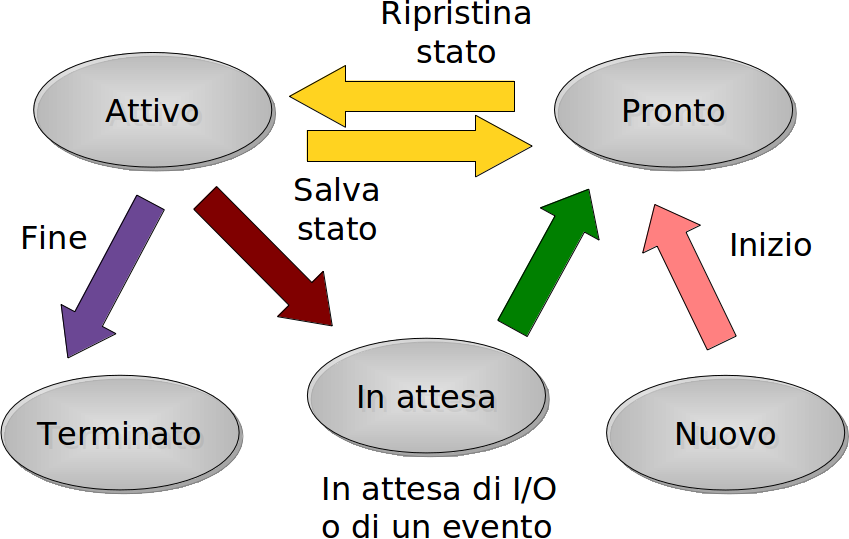 Ripristina
stato
Attivo
Pronto
Salva
stato
Fine
Inizio
In attesa
Terminato
Nuovo
In attesa di I/O
o di un evento